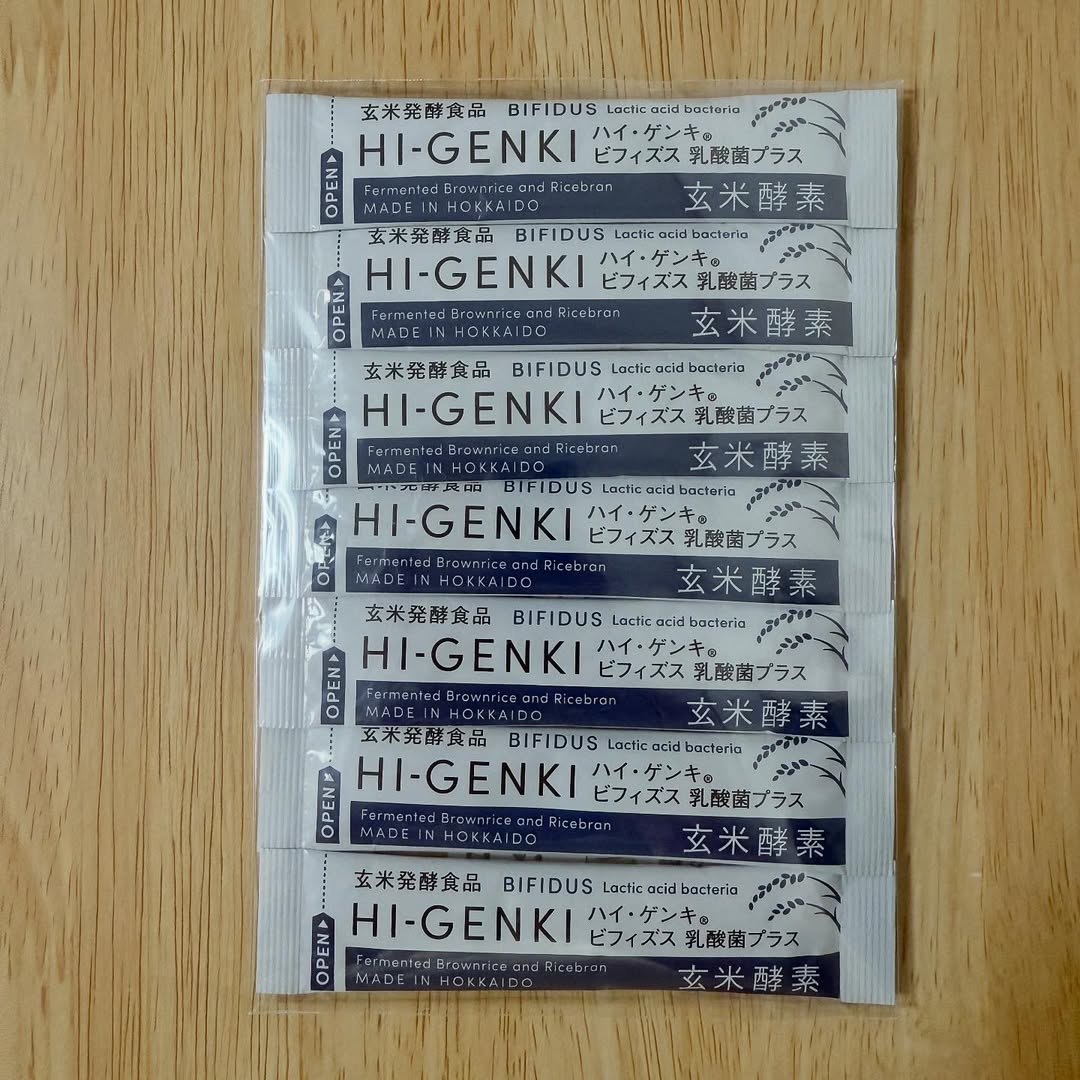 玄米発酵食品 BIFIDUS Lactic acid bacteria
HI-GENKI ハイ・ゲンキ®
ビフィズス 乳酸菌プラス
OPEN
Fermented Brownrice and Ricebran
MADE IN HOKKAIDO
玄米酵素
玄米発酵食品 BIFIDUS Lactic acid bacteria
HI-GENKI ハイ・ゲンキ®
ビフィズス 乳酸菌プラス
OPEN
Fermented Brownrice and Ricebran
MADE IN HOKKAIDO
玄米酵素
玄米発酵食品 BIFIDUS Lactic acid bacteria
HI-GENKI ハイ・ゲンキ®
ビフィズス 乳酸菌プラス
OPEN
Fermented Brownrice and Ricebran
MADE IN HOKKAIDO
玄米酵素
玄米発酵食品 BIFIDUS Lactic acid bacteria
HI-GENKI ハイ・ゲンキ®
ビフィズス 乳酸菌プラス
OPEN
Fermented Brownrice and Ricebran
MADE IN HOKKAIDO
玄米酵素
玄米発酵食品 BIFIDUS Lactic acid bacteria
HI-GENKI ハイ・ゲンキ®
ビフィズス 乳酸菌プラス
OPEN
Fermented Brownrice and Ricebran
MADE IN HOKKAIDO
玄米酵素
玄米発酵食品 BIFIDUS Lactic acid bacteria
HI-GENKI ハイ・ゲンキ®
ビフィズス 乳酸菌プラス
OPEN
Fermented Brownrice and Ricebran
MADE IN HOKKAIDO
玄米酵素
玄米発酵食品 BIFIDUS Lactic acid bacteria
HI-GENKI ハイ・ゲンキ®
ビフィズス 乳酸菌プラス
OPEN
Fermented Brownrice and Ricebran
MADE IN HOKKAIDO
玄米酵素